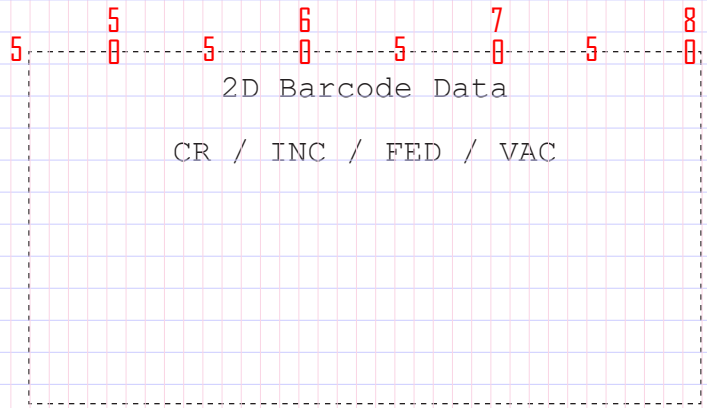 5 6 7 8
5 0 5 0 5 0 5 0
2D Barcode Data
CR / INC / FED / VAC